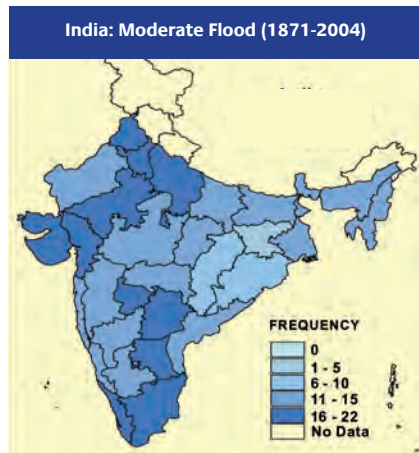 India: Moderate Flood (1871-2004)
FREQUENCY
0
1 - 5
6 - 10
11 - 15
16 - 22
No Data